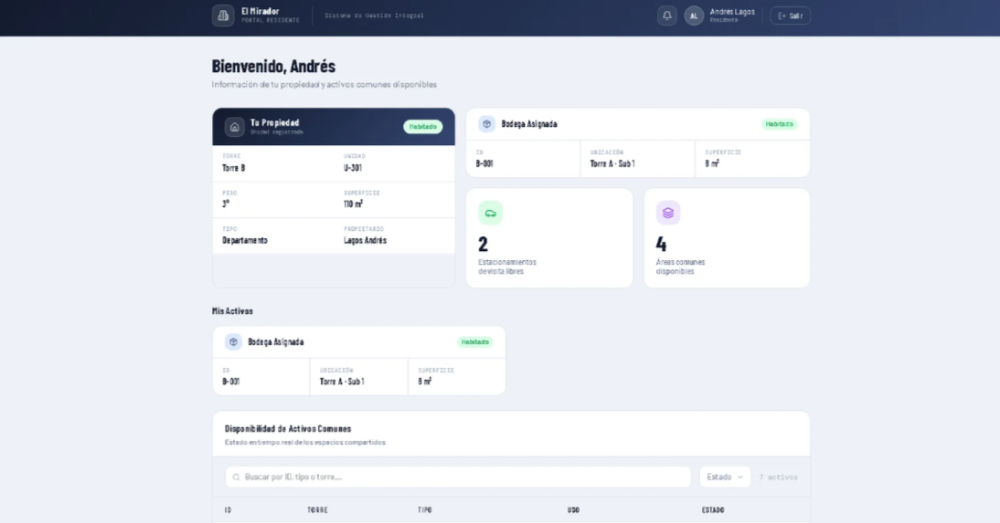 El Mirador
PORTAL RESIDENTE
Sistema de Gestión Integral
AL
Andrés Lagos
Residente
Salir
Bienvenido, Andrés
Información de tu propiedad y activos comunes disponibles
Tu Propiedad
Unidad registrada
Habitado
TORRE
Torre B
UNIDAD
U-301
PISO
3°
SUPERFICIE
110 m²
TIPO
Departamento
PROPIETARIO
Lagos Andrés
Bodega Asignada
Habitado
ID
B-001
UBICACIÓN
Torre A · Sub 1
SUPERFICIE
8 m²
2
Estacionamientos
de visita libres
4
Áreas comunes
disponibles
Mis Activos
Bodega Asignada
Habitado
ID
B-001
UBICACIÓN
Torre A · Sub 1
SUPERFICIE
8 m²
Disponibilidad de Activos Comunes
Estado en tiempo real de los espacios compartidos
Buscar por ID, tipo o torre...
Estado
7 activos
ID TORRE TIPO USO ESTADO